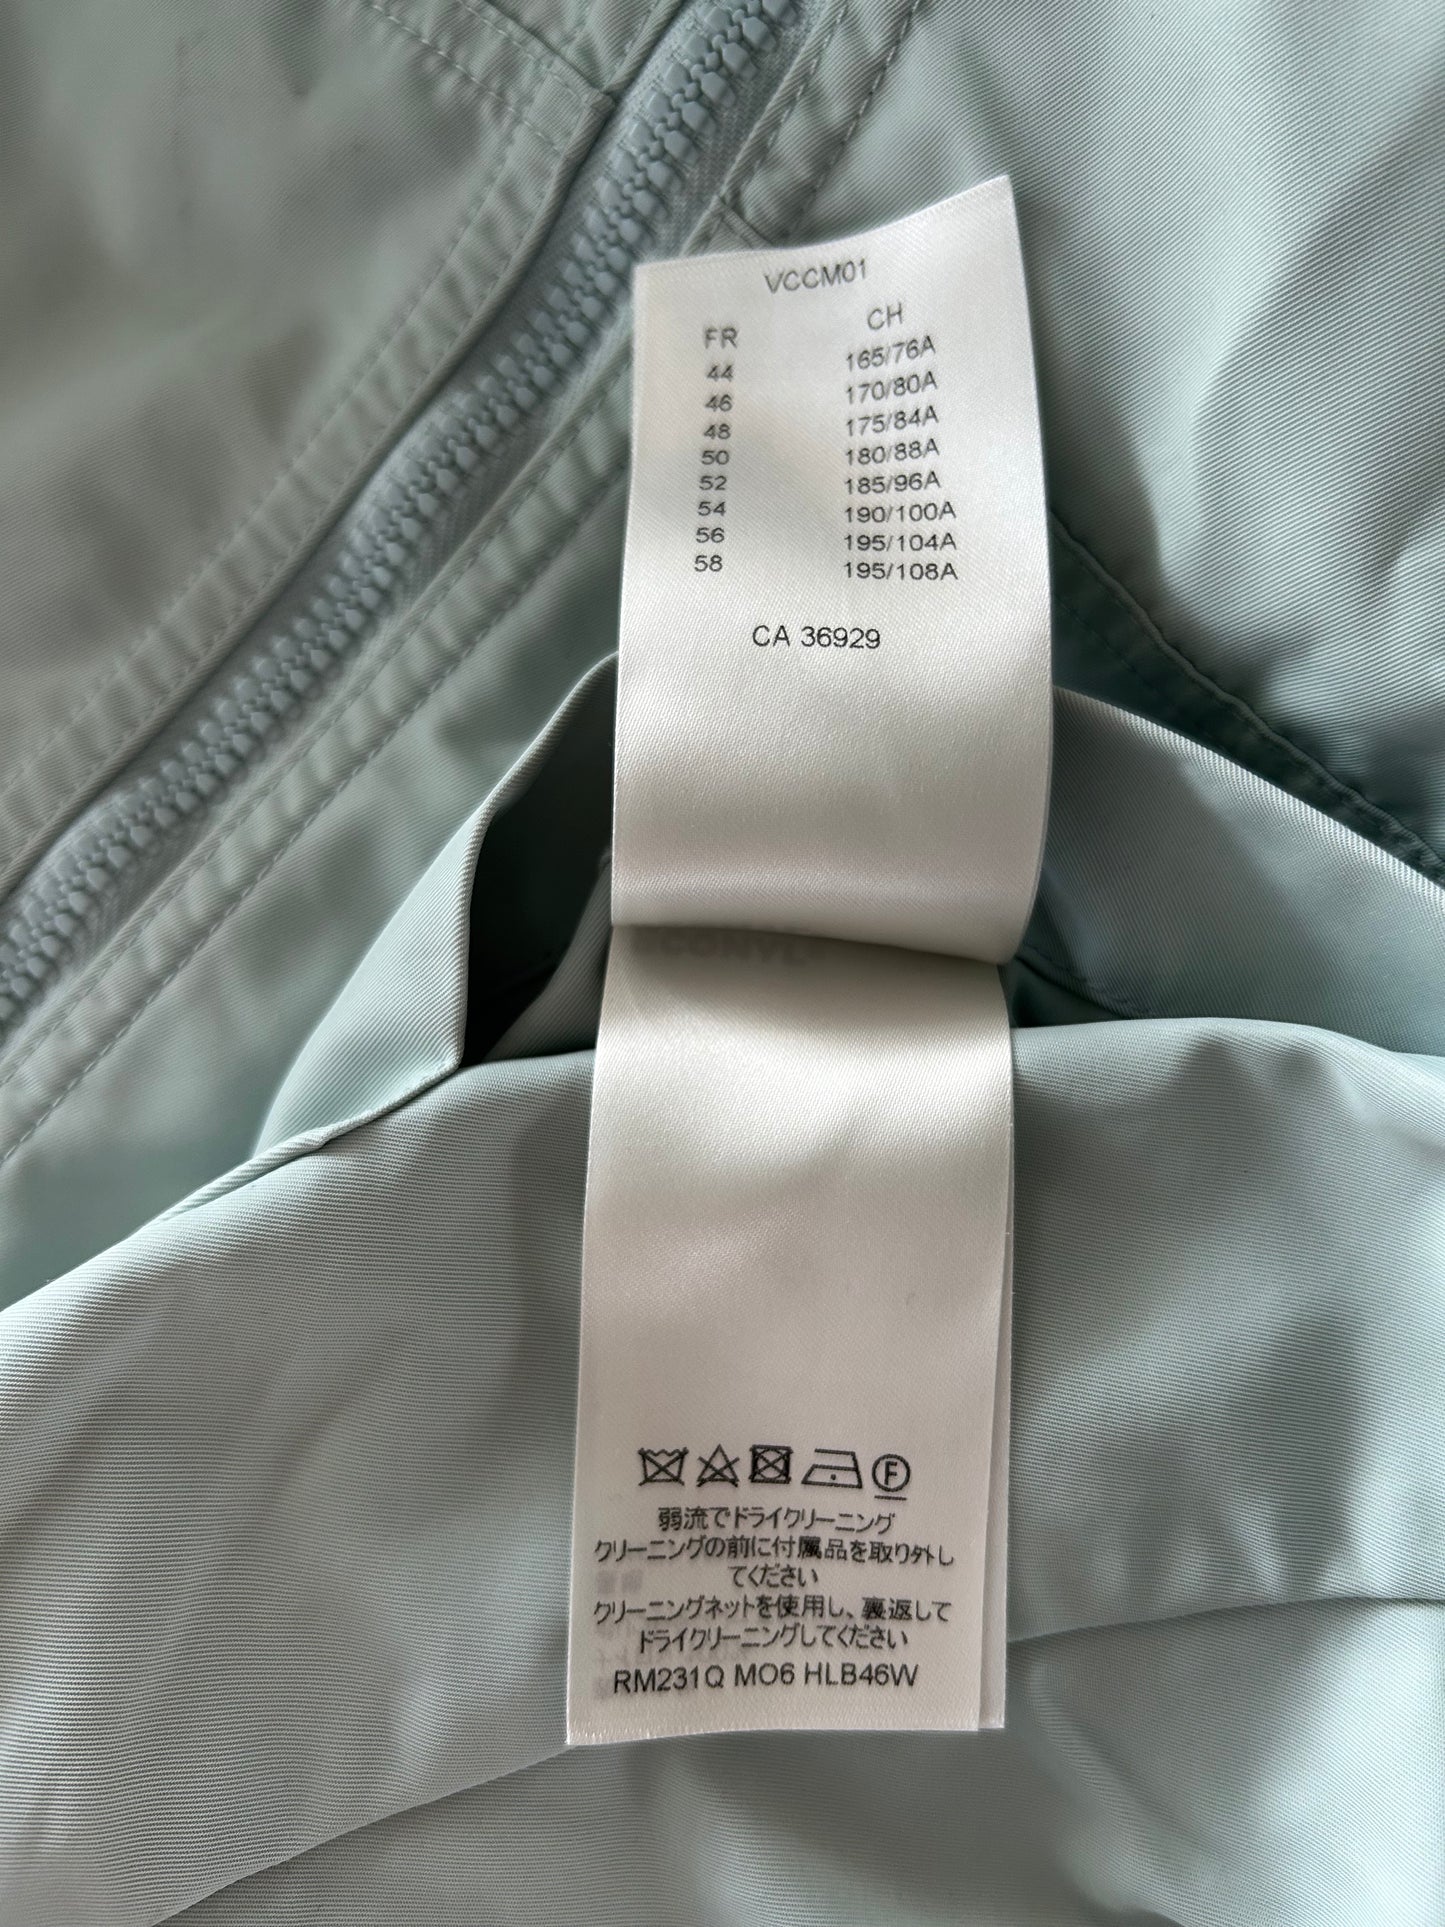 VCCM01
FR CH
44 165/76A
46 170/80A
48 175/84A
50 180/88A
52 185/96A
54 190/100A
56 195/104A
58 195/108A
CA 36929
F
弱流でドライクリーニング
クリーニングの前に付属品を取り外し
てください
クリーニングネットを使用し、裏返して
ドライクリーニングしてください
RM231Q MO6 HLB46W